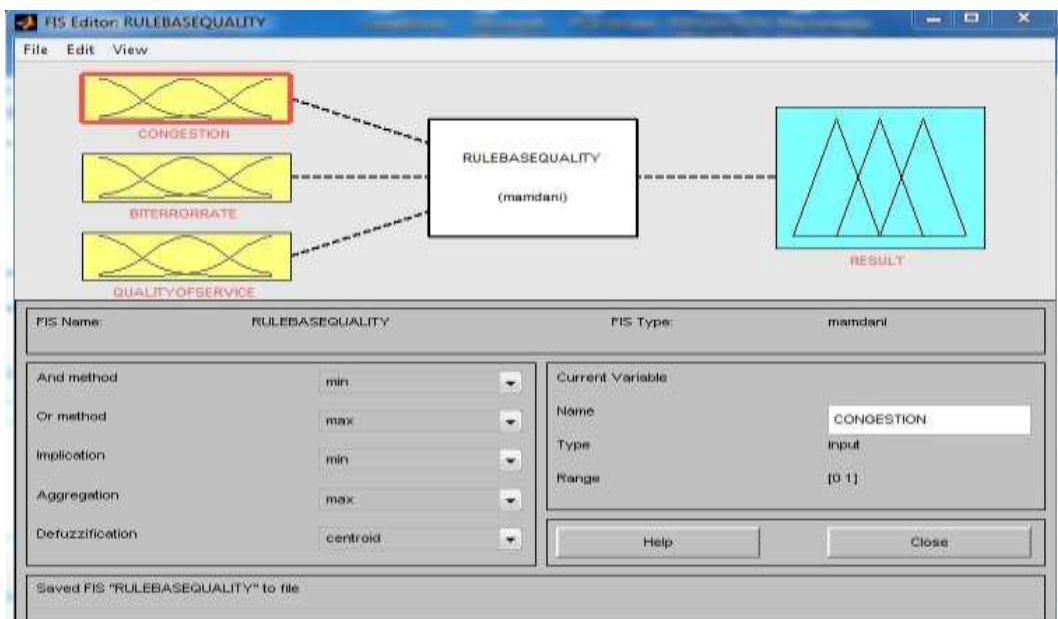 FIS Editor: RULEBASEQUALITY
File Edit View
CONGESTION
BITERRORRATE
QUALITYOFSERVICE
RULEBASEQUALITY
(mamdani)
RESULT
FIS Name: RULEBASEQUALITY FIS Type: mamdani
And method min
Or method max
Implication min
Aggregation max
Defuzzification centroid
Current Variable
Name CONGESTION
Type input
Range [0 1]
Help Close
Saved FIS "RULEBASEQUALITY" to file